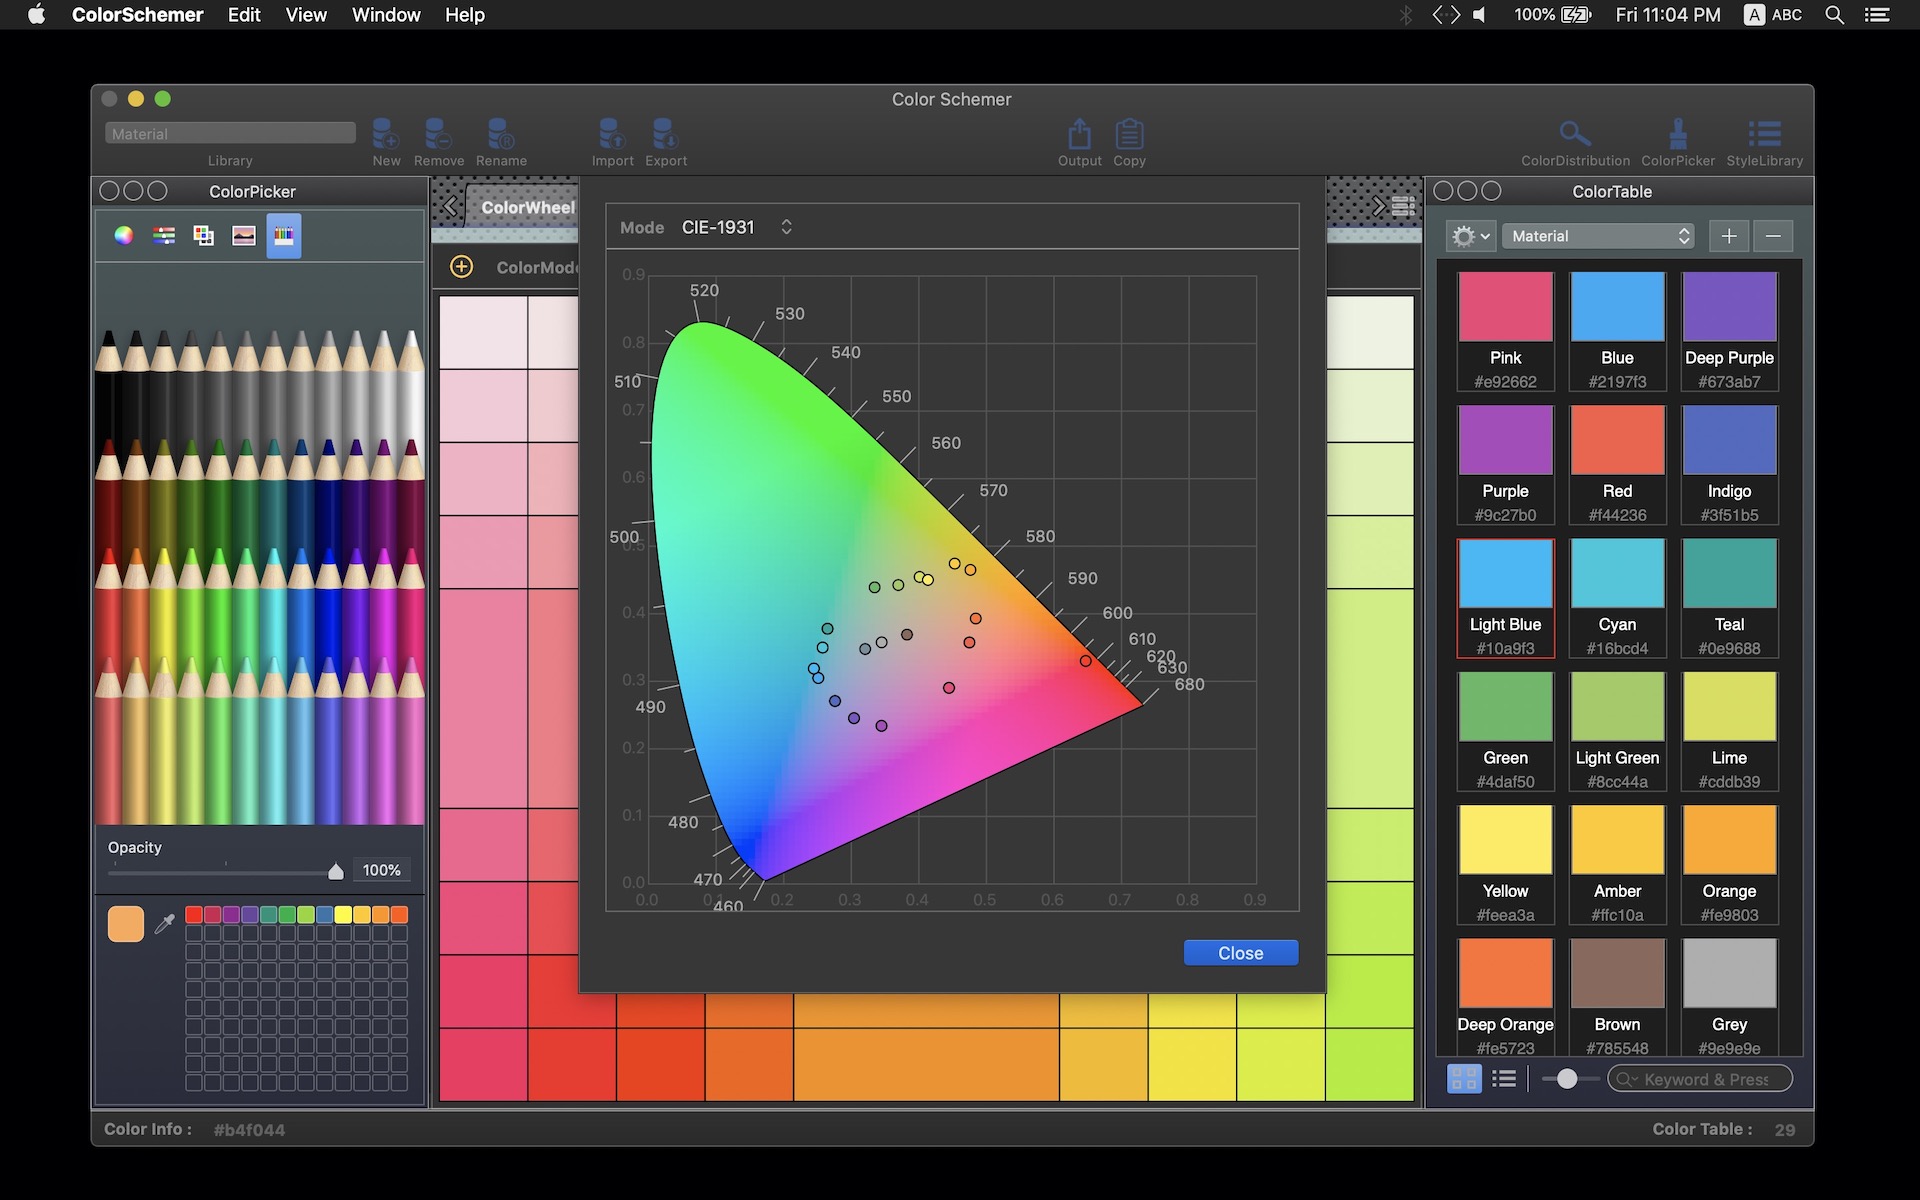 ColorSchemer Edit View Window Help
100% Fri 11:04 PM A ABC
Color Schemer
Material
Library New Remove Rename Import Export Output Copy ColorDistribution ColorPicker StyleLibrary
ColorPicker
Opacity
100%
ColorWheel
ColorMod
Mode CIE-1931
0.9
0.8
0.7
0.6
0.5
0.4
0.3
0.2
0.1
0.0
0.0 0.1 0.2 0.3 0.4 0.5 0.6 0.7 0.8 0.9
520
530
540
510
550
560
570
500
580
590
600
610
620
630
680
490
480
470
460
Close
ColorTable
Material
Pink Blue Deep Purple
#e92662 #2197f3 #673ab7
Purple Red Indigo
#9c27b0 #f44236 #3f51b5
Light Blue Cyan Teal
#10a9f3 #16bcd4 #0e9688
Green Light Green Lime
#4daf50 #8cc44a #cddb39
Yellow Amber Orange
#feea3a #ffc10a #fe9803
Deep Orange Brown Grey
#fe5723 #785548 #9e9e9e
Keyword & Press
Color Info : #b4f044
Color Table : 29